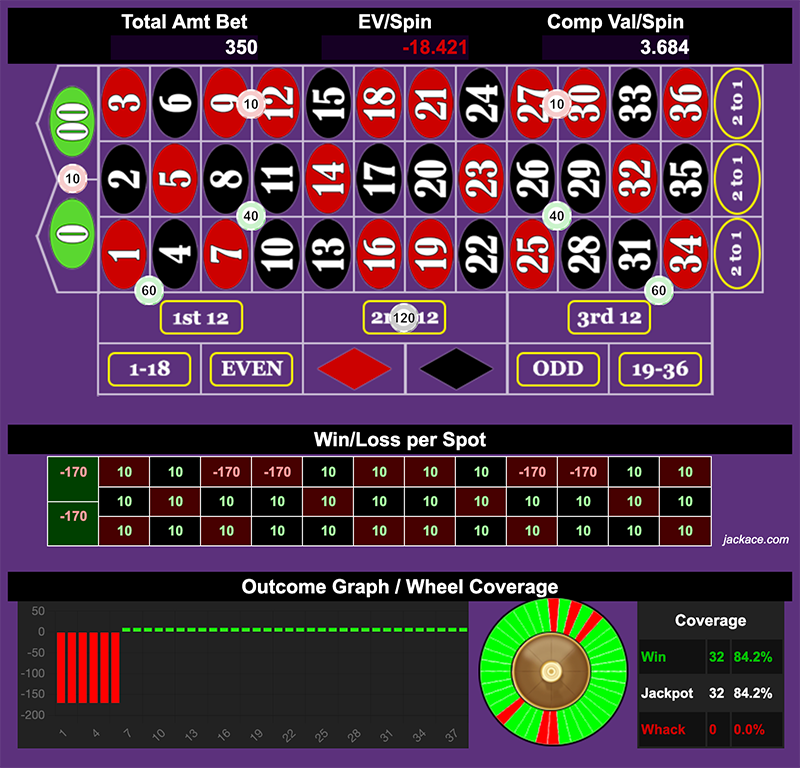 Total Amt Bet EV/Spin Comp Val/Spin
350 -18.421 3.684
00 3 6 9 10 12 15 18 21 24 27 10 30 33 36 2 to 1
10 2 5 8 11 14 17 20 23 26 29 32 35 2 to 1
40 40
0 1 4 7 10 13 16 19 22 25 28 31 34 2 to 1
60 60
1st 12 2nd 12 120 3rd 12
1-18 EVEN ODD 19-36
Win/Loss per Spot
-170 10 10 -170 -170 10 10 10 10 -170 -170 10 10
10 10 10 10 10 10 10 10 10 10 10 10
-170 10 10 10 10 10 10 10 10 10 10 10 10
jackace.com
Outcome Graph / Wheel Coverage
50
0
-50
-100
-150
-200
1 4 7 10 13 16 19 22 25 28 31 34 37
Coverage
Win 32 84.2%
Jackpot 32 84.2%
Whack 0 0.0%